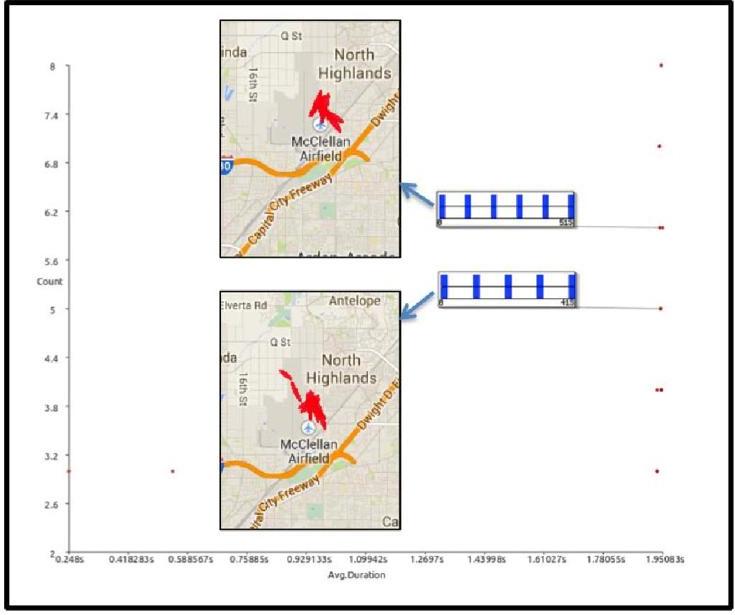 Q St
inda
North
Highlands
16th St
McClellan
Airfield
Dwight
80
Capital City Freeway
Arden-Arcade
Elverta Rd
Antelope
Q St
da
North
Highlands
16th St
McClellan
Airfield
Dwight D E
ital City Freeway
Ca
0
51s
0
41s
8
7.4
6.8
6.2
5.6
Count
5
4.4
3.8
3.2
2.6
2
0.248s
0.418283s
0.588567s
0.75885s
0.929133s
1.09942s
1.2697s
1.43998s
1.61027s
1.78055s
1.95083s
Avg.Duration